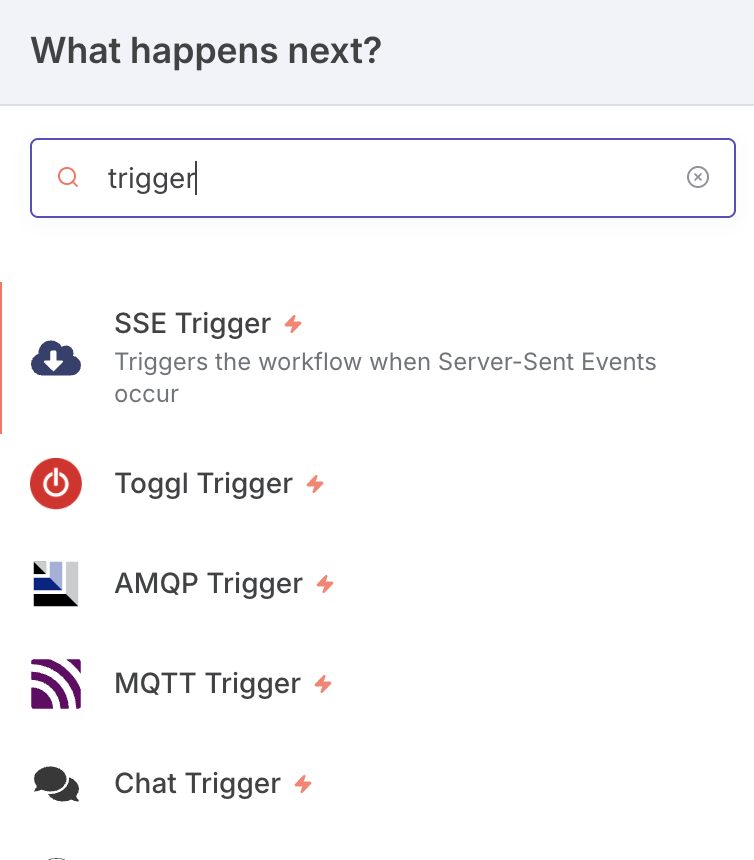 What happens next?
trigger
SSE Trigger
Triggers the workflow when Server-Sent Events
occur
Toggl Trigger
AMQP Trigger
MQTT Trigger
Chat Trigger